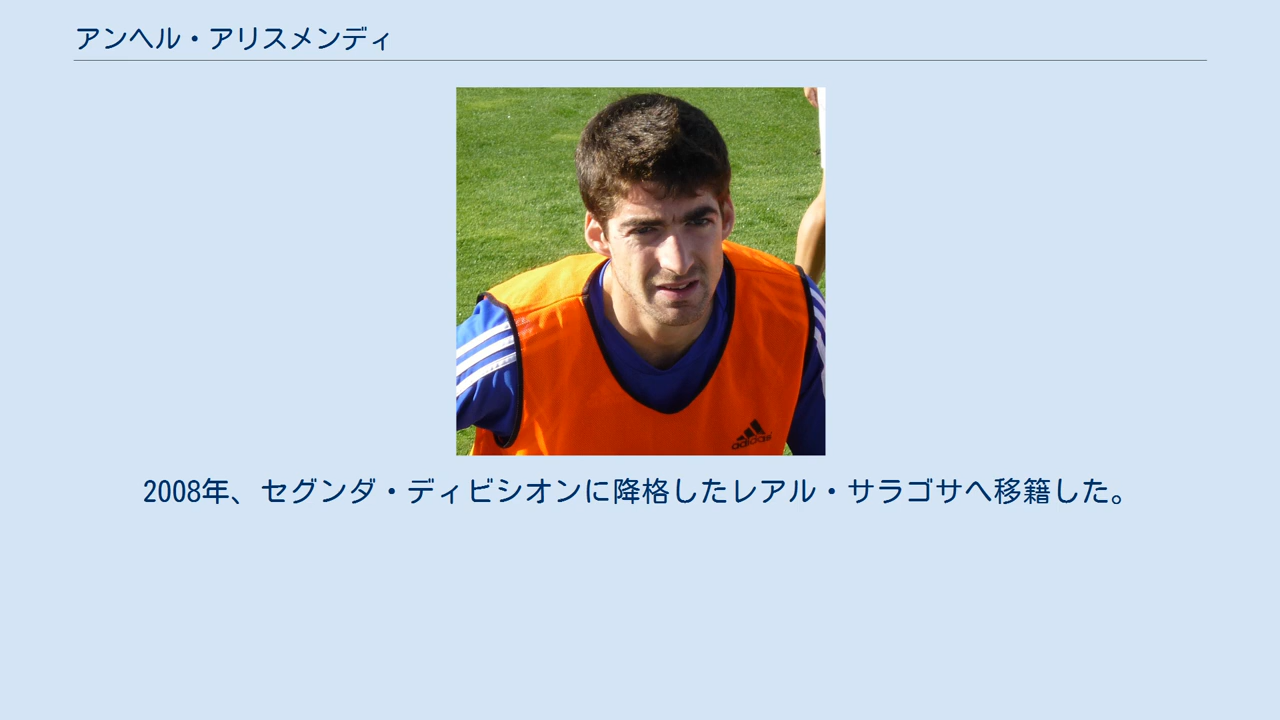 アンヘル・アリスメンディ
adidas
2008年、セグンダ・ディビシオンに降格したレアル・サラゴサへ移籍した。